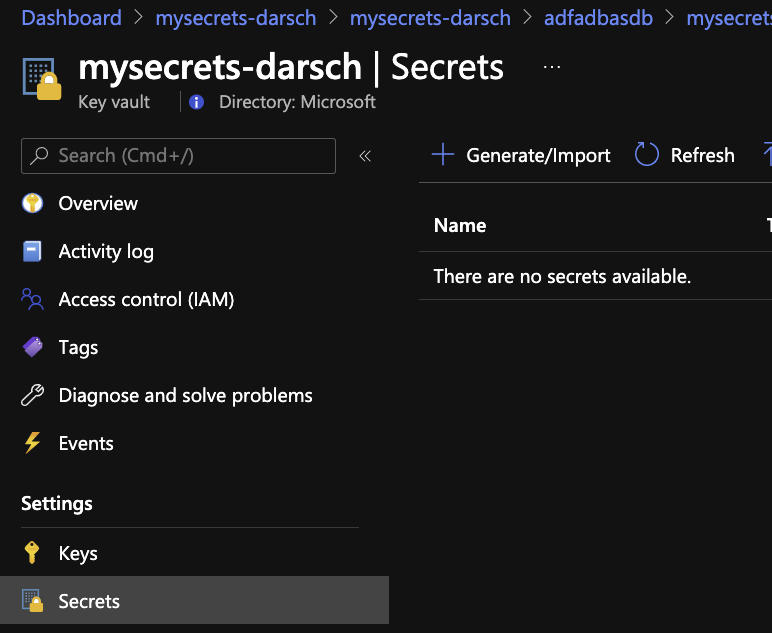 Dashboard > mysecrets-darsch > mysecrets-darsch > adfadbasdb > mysecrets
mysecrets-darsch | Secrets ...
Key vault | i Directory: Microsoft
Search (Cmd+/) «
Generate/Import Refresh
Overview
Activity log
Access control (IAM)
Tags
Diagnose and solve problems
Events
Settings
Keys
Secrets
Name
There are no secrets available.